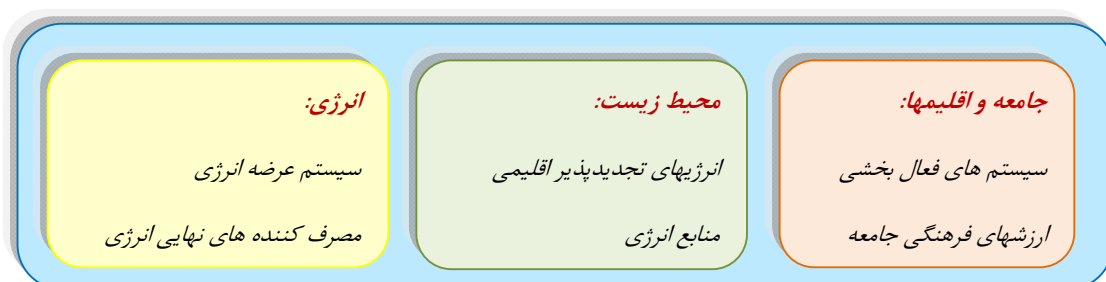 جامعه و اقلیمها:
سیستم های فعال بخشی
ارزشهای فرهنگی جامعه
محیط زیست:
انرژیهای تجدیدپذیر اقلیمی
منابع انرژی
انرژی:
سیستم عرضه انرژی
مصرف کننده های نهایی انرژی